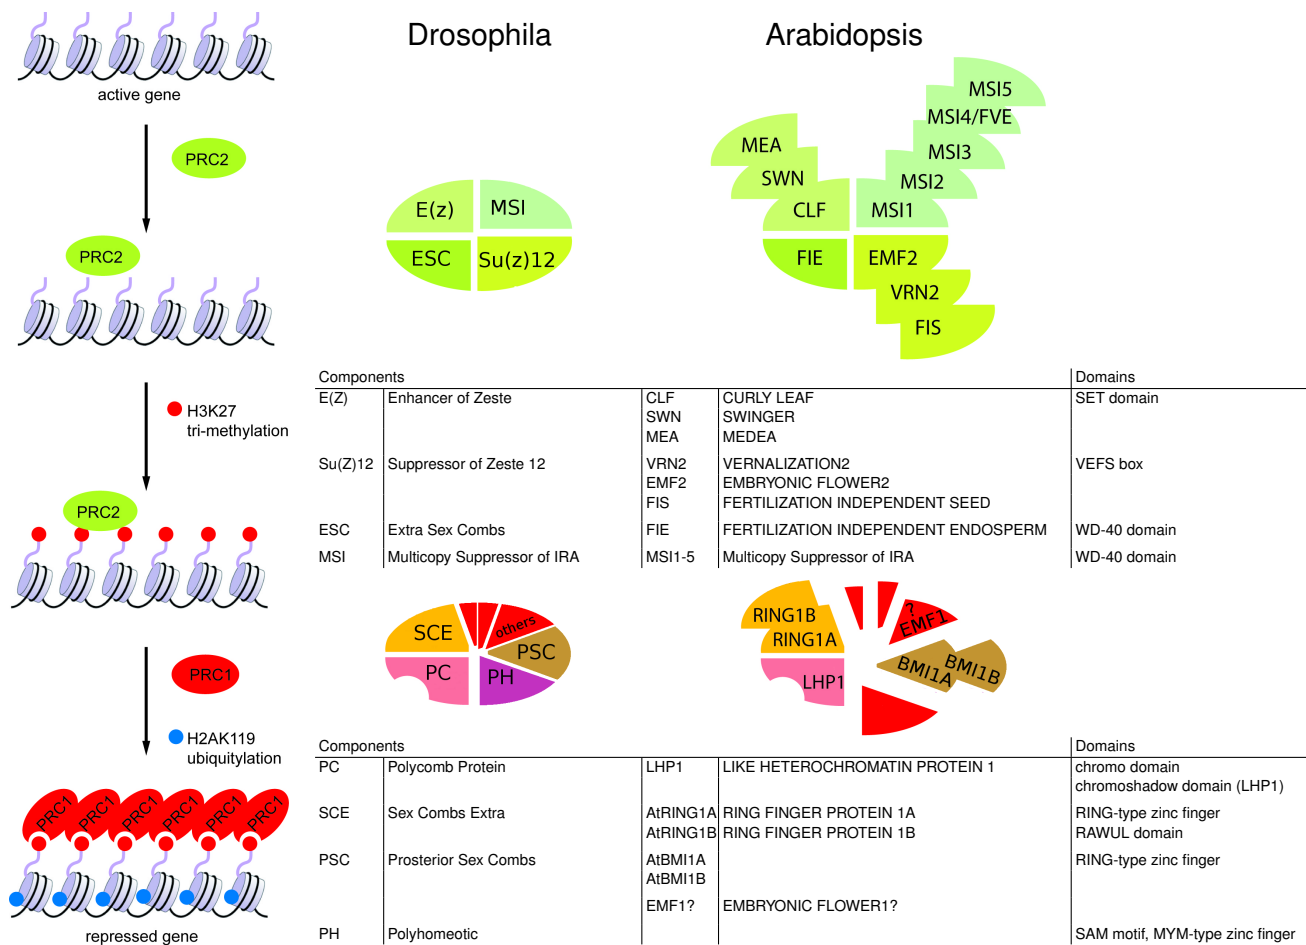 Drosophila
Arabidopsis
active gene
PRC2
PRC2
H3K27
tri-methylation
PRC2
PRC1
H2AK119
ubiquitylation
PRC1 PRC1 PRC1 PRC1 PRC1 PRC1
repressed gene
E(z)
MSI
ESC
Su(z)12
MEA
SWN
CLF
MSI5
MSI4/FVE
MSI3
MSI2
MSI1
FIE
EMF2
VRN2
FIS
Components Domains
E(Z) Enhancer of Zeste CLF CURLY LEAF SET domain
SWN SWINGER
MEA MEDEA
Su(Z)12 Suppressor of Zeste 12 VRN2 VERNALIZATION2 VEFS box
EMF2 EMBRYONIC FLOWER2
FIS FERTILIZATION INDEPENDENT SEED
ESC Extra Sex Combs FIE FERTILIZATION INDEPENDENT ENDOSPERM WD-40 domain
MSI Multicopy Suppressor of IRA MSI1-5 Multicopy Suppressor of IRA WD-40 domain
SCE
others
PSC
PC
PH
RING1B
RING1A
?
EMF1
BMI1A
BMI1B
LHP1
Components Domains
PC Polycomb Protein LHP1 LIKE HETEROCHROMATIN PROTEIN 1 chromo domain
chromoshadow domain (LHP1)
SCE Sex Combs Extra AtRING1A RING FINGER PROTEIN 1A RING-type zinc finger
AtRING1B RING FINGER PROTEIN 1B RAWUL domain
PSC Prosterior Sex Combs AtBMI1A RING-type zinc finger
AtBMI1B
EMF1? EMBRYONIC FLOWER1?
PH Polyhomeotic SAM motif, MYM-type zinc finger